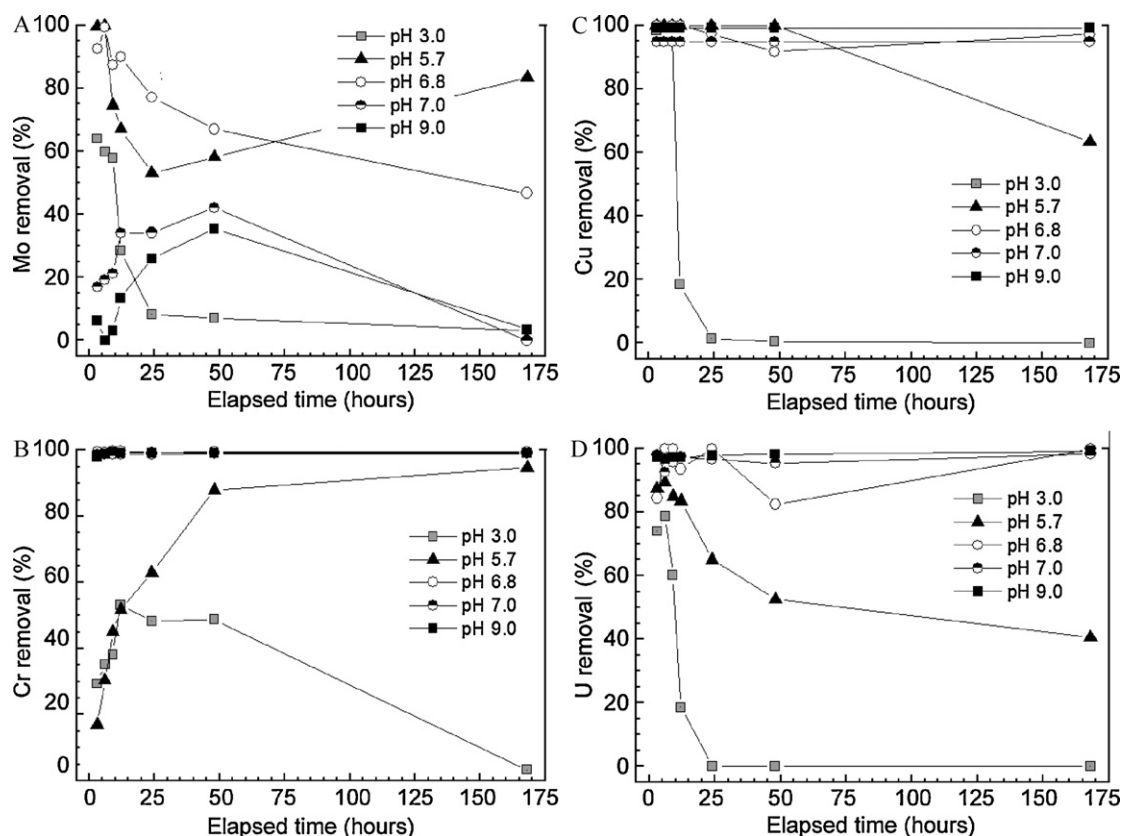 A
Mo removal (%)
100
80
60
40
20
0
pH 3.0
pH 5.7
pH 6.8
pH 7.0
pH 9.0
0 25 50 75 100 125 150 175
Elapsed time (hours)
C
Cu removal (%)
100
80
60
40
20
0
pH 3.0
pH 5.7
pH 6.8
pH 7.0
pH 9.0
0 25 50 75 100 125 150 175
Elapsed time (hours)
B
Cr removal (%)
100
80
60
40
20
0
pH 3.0
pH 5.7
pH 6.8
pH 7.0
pH 9.0
0 25 50 75 100 125 150 175
Elapsed time (hours)
D
U removal (%)
100
80
60
40
20
0
pH 3.0
pH 5.7
pH 6.8
pH 7.0
pH 9.0
0 25 50 75 100 125 150 175
Elapsed time (hours)